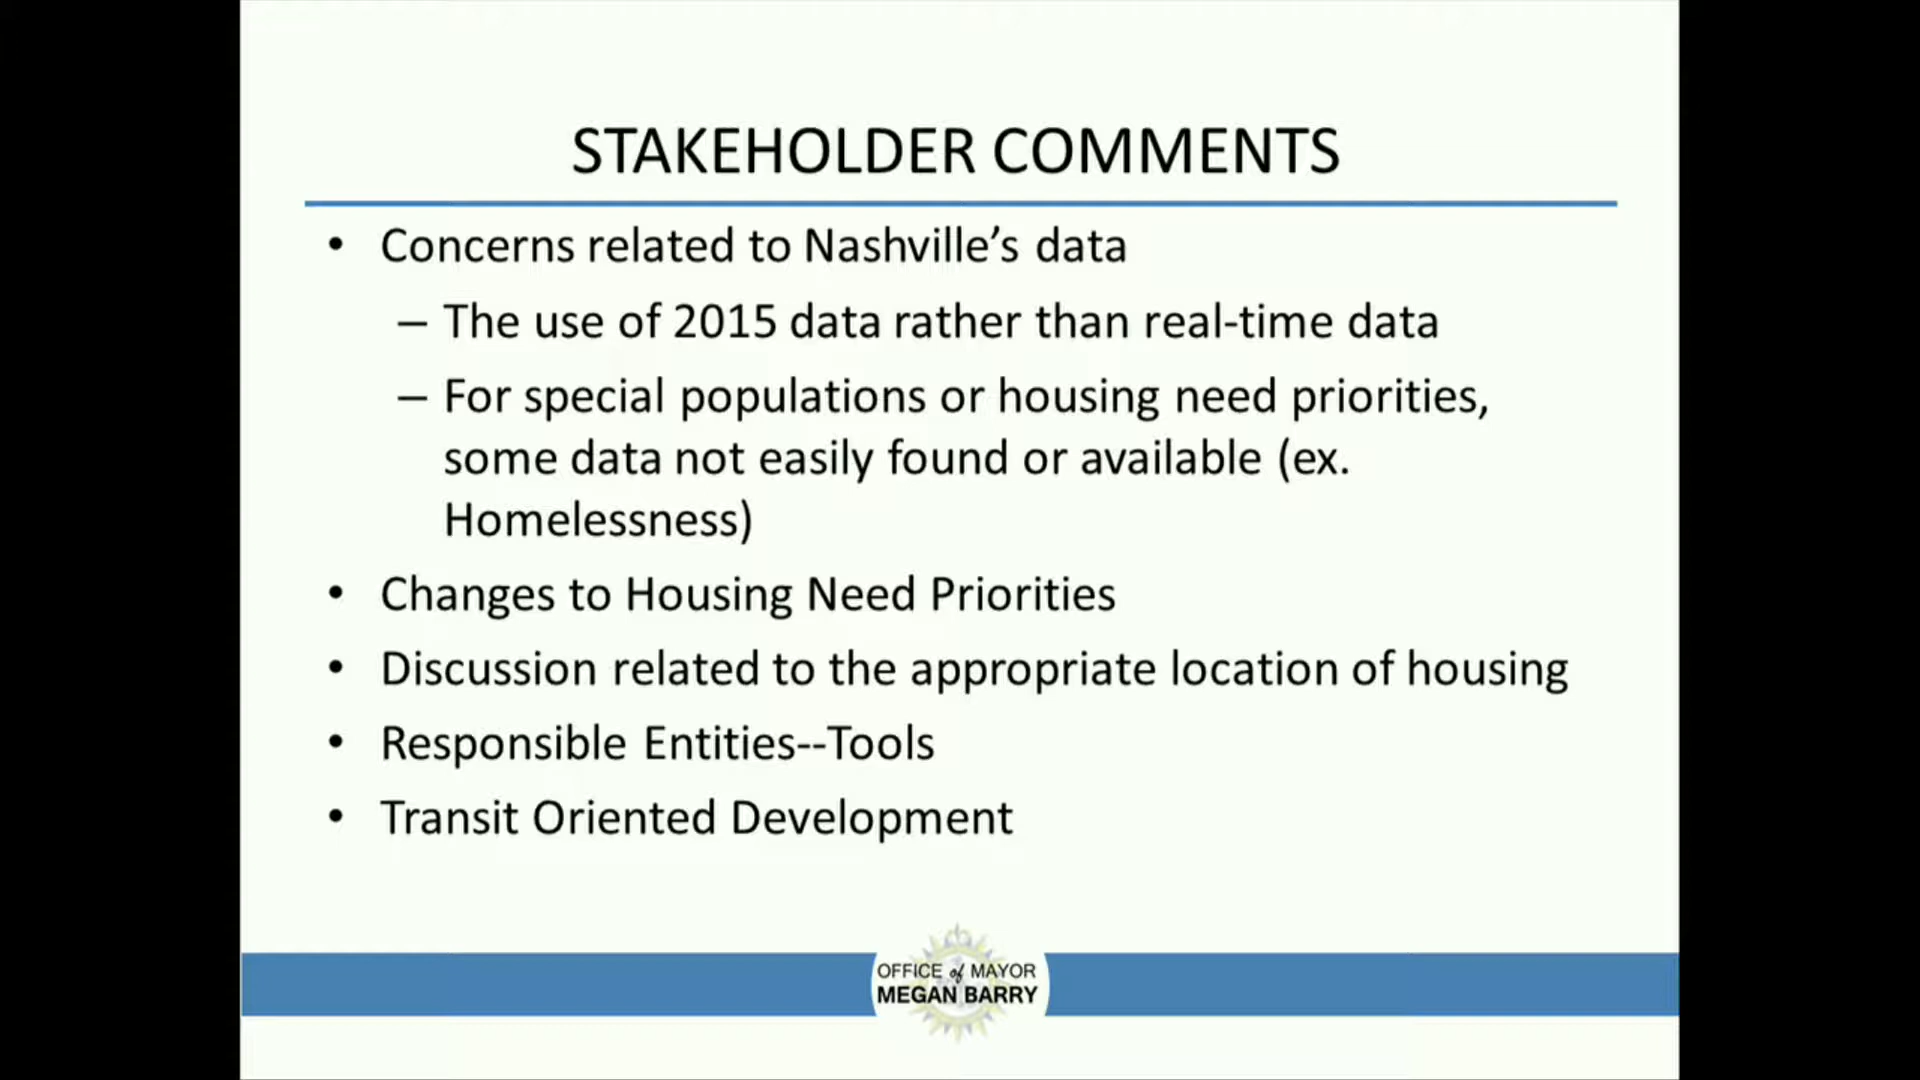 STAKEHOLDER COMMENTS
• Concerns related to Nashville’s data
– The use of 2015 data rather than real-time data
– For special populations or housing need priorities,
some data not easily found or available (ex.
Homelessness)
• Changes to Housing Need Priorities
• Discussion related to the appropriate location of housing
• Responsible Entities--Tools
• Transit Oriented Development
OFFICE of MAYOR
MEGAN BARRY